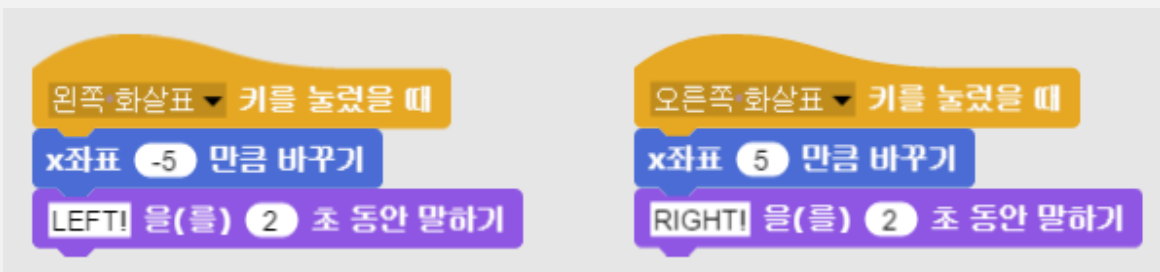 왼쪽 화살표 키를 눌렀을 때
x좌표 -5 만큼 바꾸기
LEFT! 을(를) 2 초 동안 말하기
오른쪽 화살표 키를 눌렀을 때
x좌표 5 만큼 바꾸기
RIGHT! 을(를) 2 초 동안 말하기